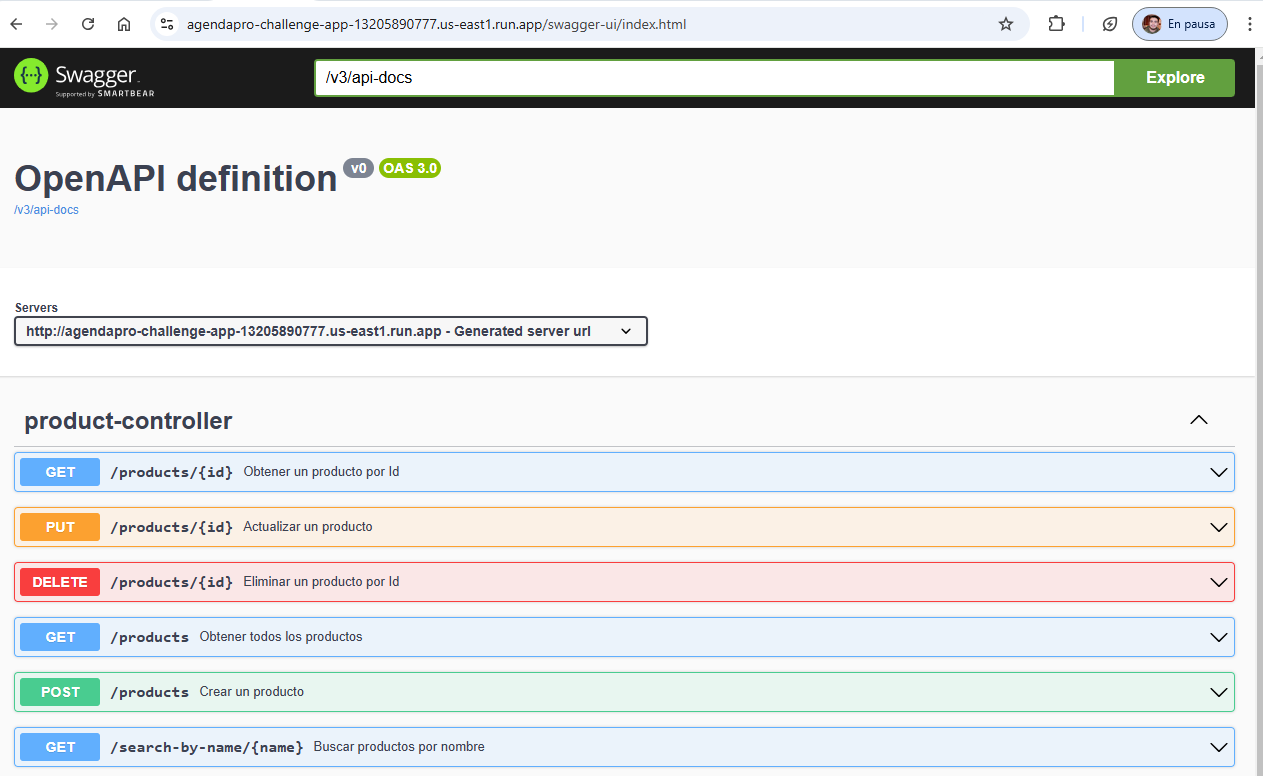 agendapro-challenge-app-13205890777.us-east1.run.app/swagger-ui/index.html
En pausa
Swagger
Supported by SMARTBEAR
/v3/api-docs
Explore
OpenAPI definition v0 OAS 3.0
/v3/api-docs
Servers
http://agendapro-challenge-app-13205890777.us-east1.run.app - Generated server url
product-controller
GET /products/{id} Obtener un producto por Id
PUT /products/{id} Actualizar un producto
DELETE /products/{id} Eliminar un producto por Id
GET /products Obtener todos los productos
POST /products Crear un producto
GET /search-by-name/{name} Buscar productos por nombre